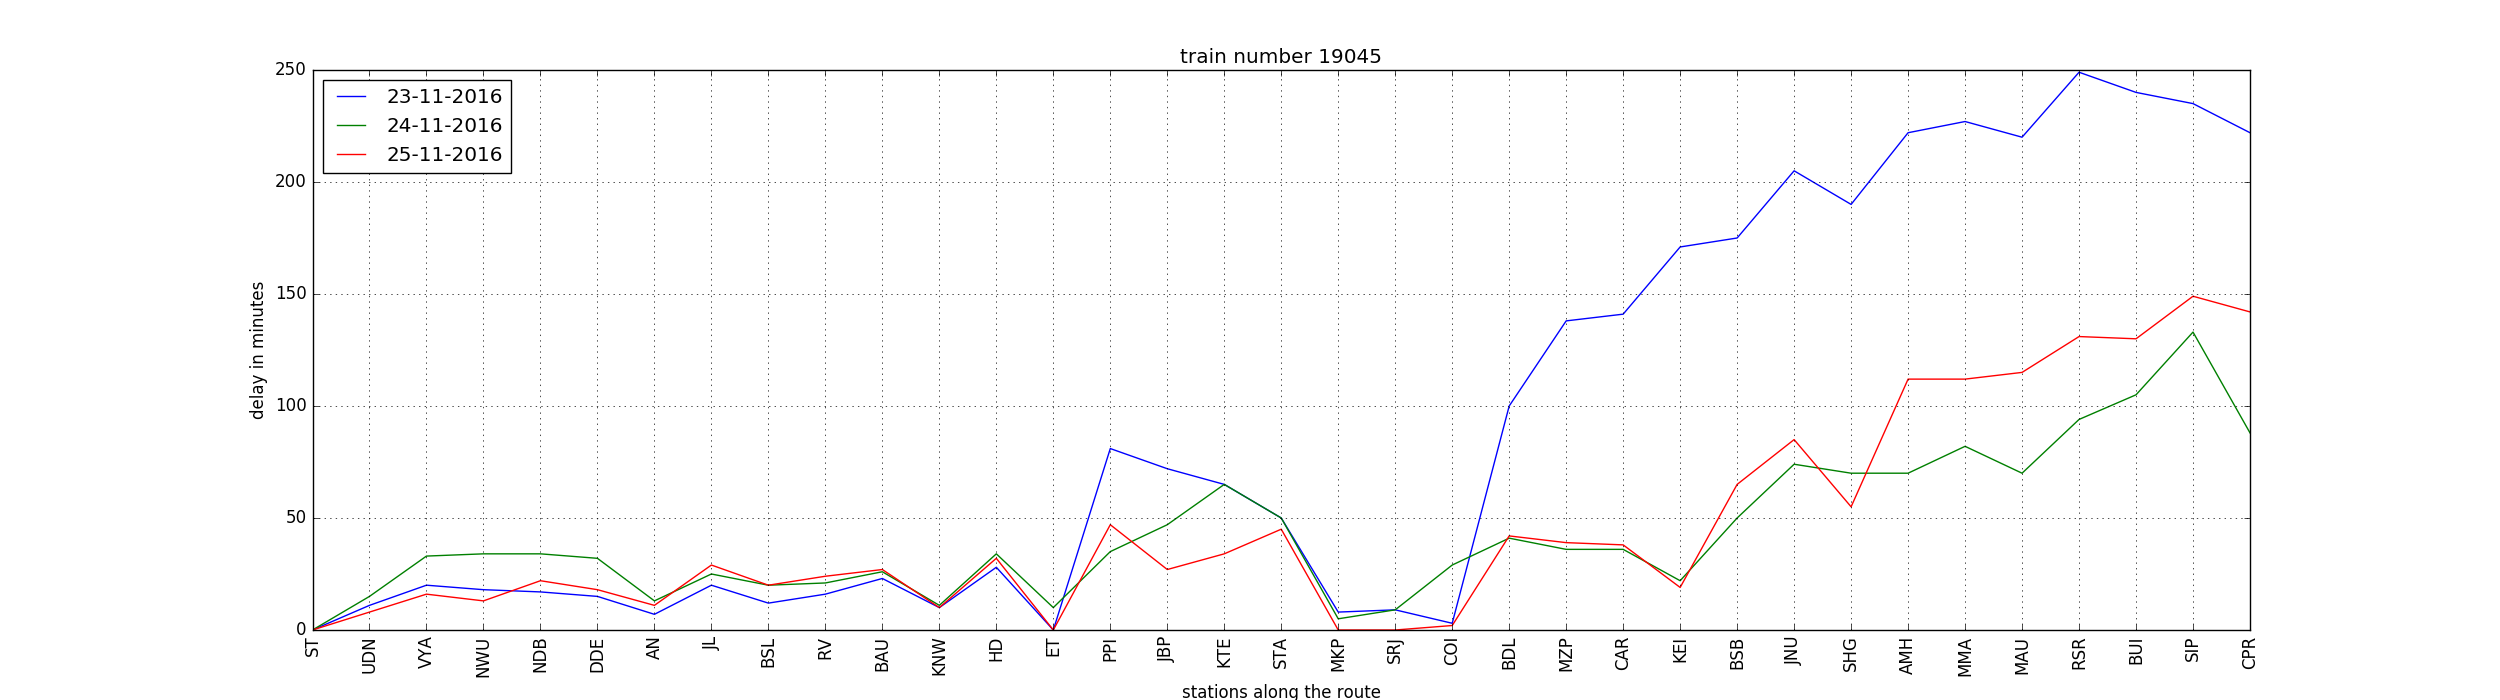 train number 19045
250
200
150
100
50
0
delay in minutes
23-11-2016
24-11-2016
25-11-2016
ST
UDN
VYA
NWU
NDB
DDE
AN
JL
BSL
RV
BAU
KNW
HD
ET
PPI
JBP
KTE
STA
MKP
SRJ
COI
BDL
MZP
CAR
KEI
BSB
JNU
SHG
AMH
MMA
MAU
RSR
BUI
SIP
CPR
stations along the route